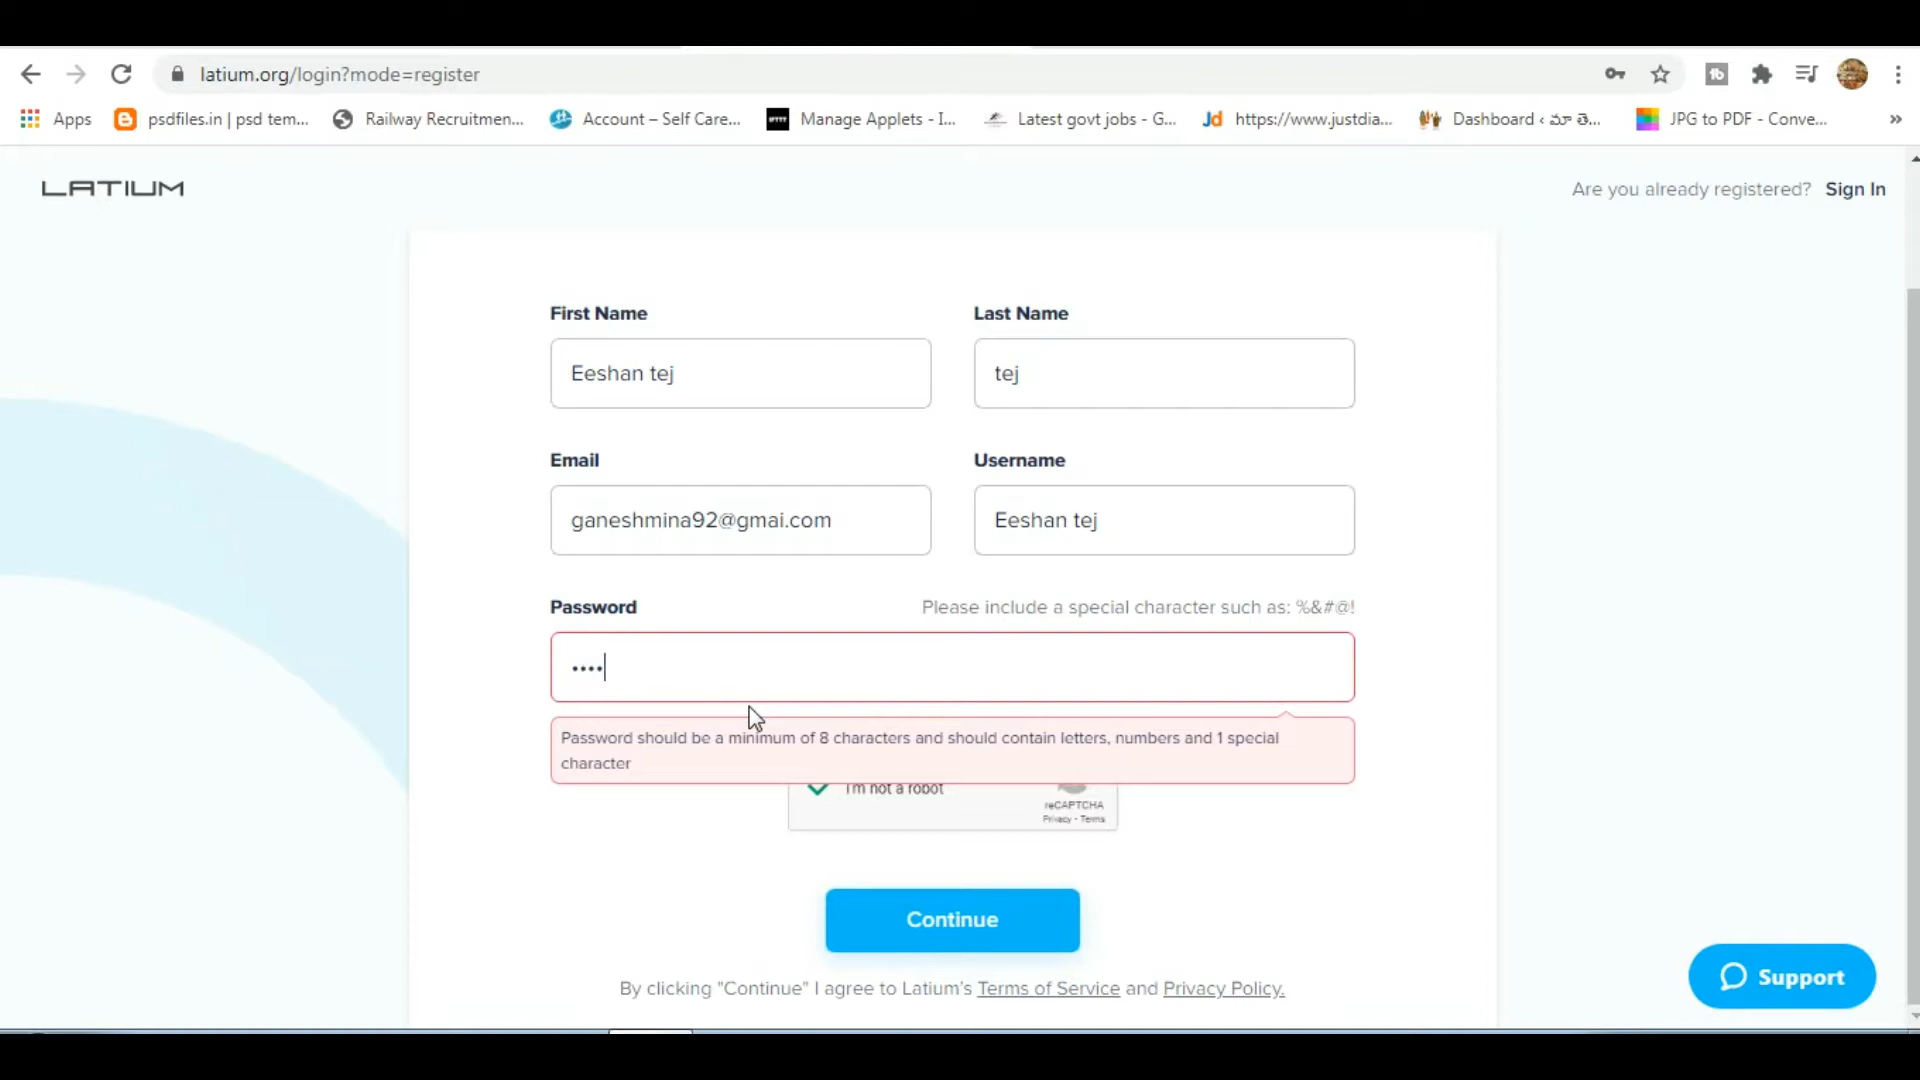 latium.org/login?mode=register
Apps psdfiles.in | psd tem... Railway Recruitmen... Account – Self Care... Manage Applets - I... Latest govt jobs - G... Jd https://www.justdia... Dashboard ‹ మా తె... JPG to PDF - Conve... »
LATIUM
Are you already registered? Sign In
First Name Last Name
Eeshan tej tej
Email Username
ganeshmina92@gmai.com Eeshan tej
Password Please include a special character such as: %&#@!
••••
Password should be a minimum of 8 characters and should contain letters, numbers and 1 special
character
I'm not a robot
reCAPTCHA
Privacy - Terms
Continue
By clicking "Continue" I agree to Latium's Terms of Service and Privacy Policy.
Support